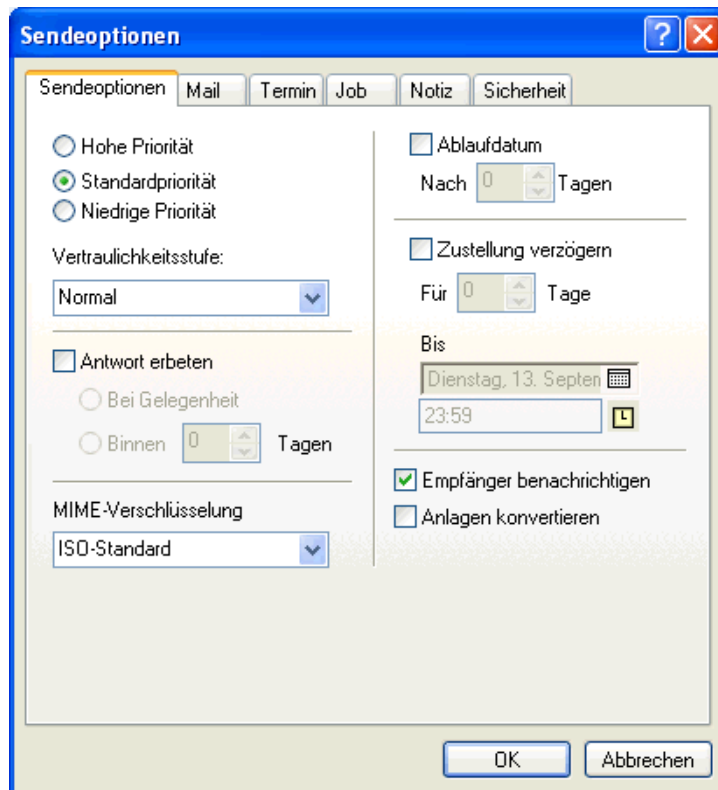 Sendeoptionen
Sendeoptionen Mail Termin Job Notiz Sicherheit
Hohe Priorität
Standardpriorität
Niedrige Priorität
Vertraulichkeitsstufe:
Normal
Antwort erbeten
Bei Gelegenheit
Binnen 0 Tagen
MIME-Verschlüsselung
ISO-Standard
Ablaufdatum
Nach 0 Tagen
Zustellung verzögern
Für 0 Tage
Bis
Dienstag, 13. Septen
23:59
Empfänger benachrichtigen
Anlagen konvertieren
OK Abbrechen